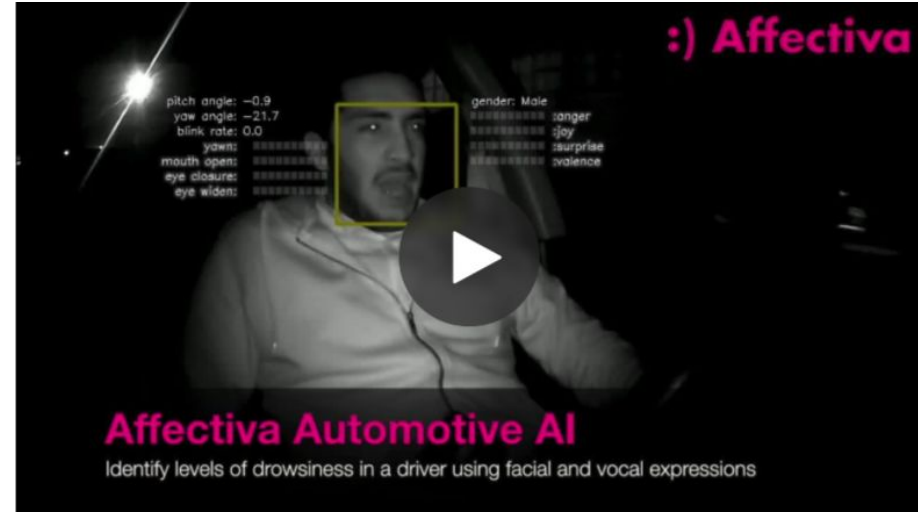 :) Affectiva
pitch angle: -0.9
yaw angle: -21.7
blink rate: 0.0
yawn:
mouth open:
eye closure:
eye widen:
gender: Male
:anger
:joy
:surprise
:valence
Affectiva Automotive AI
Identify levels of drowsiness in a driver using facial and vocal expressions